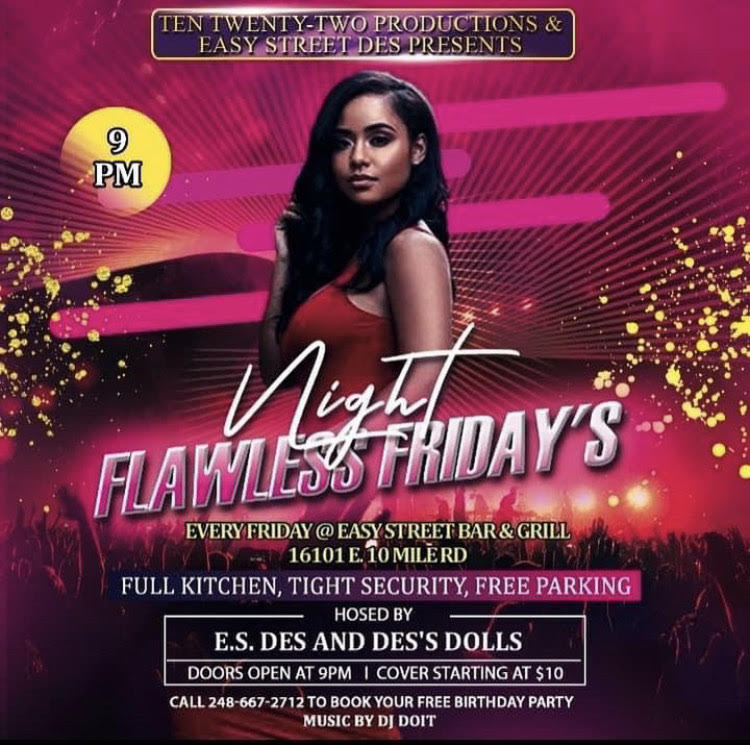 TEN TWENTY-TWO PRODUCTIONS &
EASY STREET DES PRESENTS
9
PM
Night
FLAWLESS FRIDAY'S
EVERY FRIDAY @ EASY STREET BAR & GRILL
16101 E. 10 MILE RD
FULL KITCHEN, TIGHT SECURITY, FREE PARKING
HOSED BY
E.S. DES AND DES'S DOLLS
DOORS OPEN AT 9PM I COVER STARTING AT $10
CALL 248-667-2712 TO BOOK YOUR FREE BIRTHDAY PARTY
MUSIC BY DJ DOIT